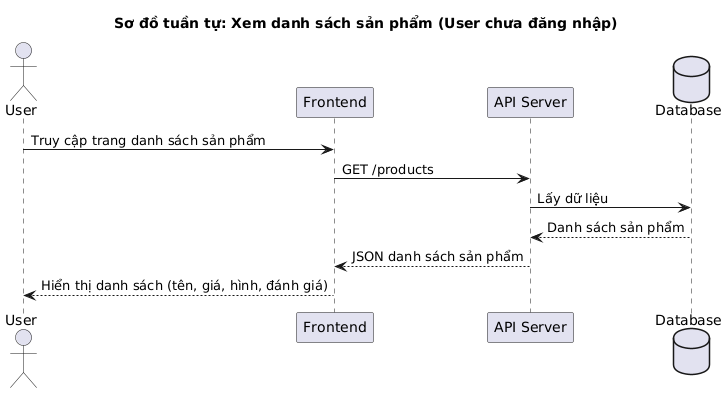 Sơ đồ tuần tự: Xem danh sách sản phẩm (User chưa đăng nhập)
User
Frontend
API Server
Database
Truy cập trang danh sách sản phẩm
GET /products
Lấy dữ liệu
Danh sách sản phẩm
JSON danh sách sản phẩm
Hiển thị danh sách (tên, giá, hình, đánh giá)
User
Frontend
API Server
Database